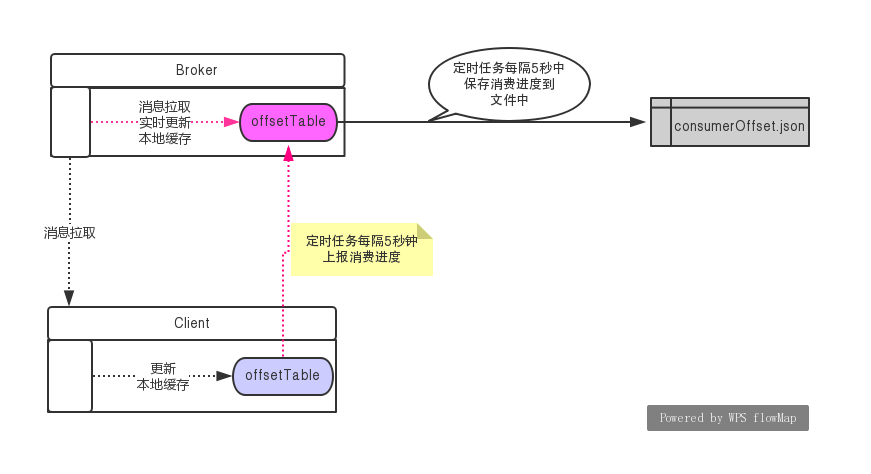 Broker
消息拉取
实时更新
本地缓存
offsetTable
定时任务每隔5秒中
保存消费进度到
文件中
consumerOffset.json
消息拉取
定时任务每隔5秒钟
上报消费进度
Client
更新
本地缓存
offsetTable
Powered by WPS flowMap